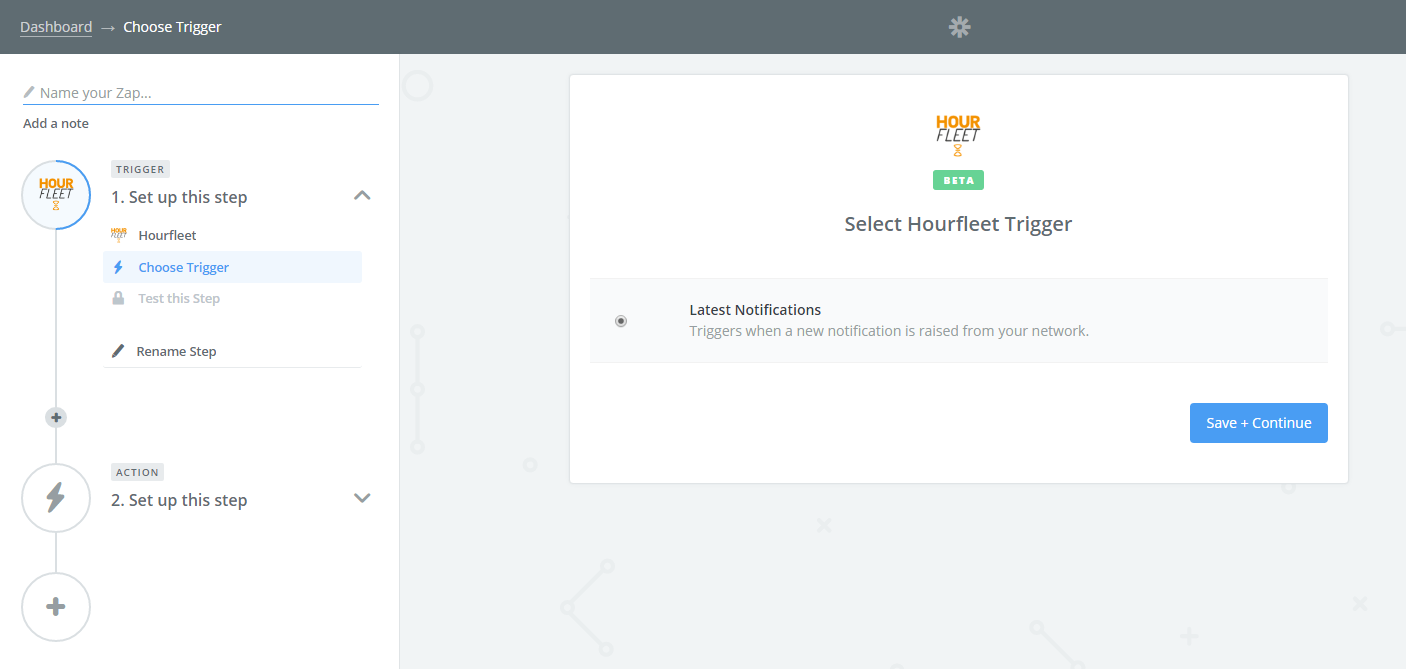 Dashboard → Choose Trigger
Name your Zap...
Add a note
HOUR
FLEET
TRIGGER
1. Set up this step
HOUR
FLEET
Hourfleet
Choose Trigger
Test this Step
Rename Step
ACTION
2. Set up this step
HOUR
FLEET
BETA
Select Hourfleet Trigger
Latest Notifications
Triggers when a new notification is raised from your network.
Save + Continue